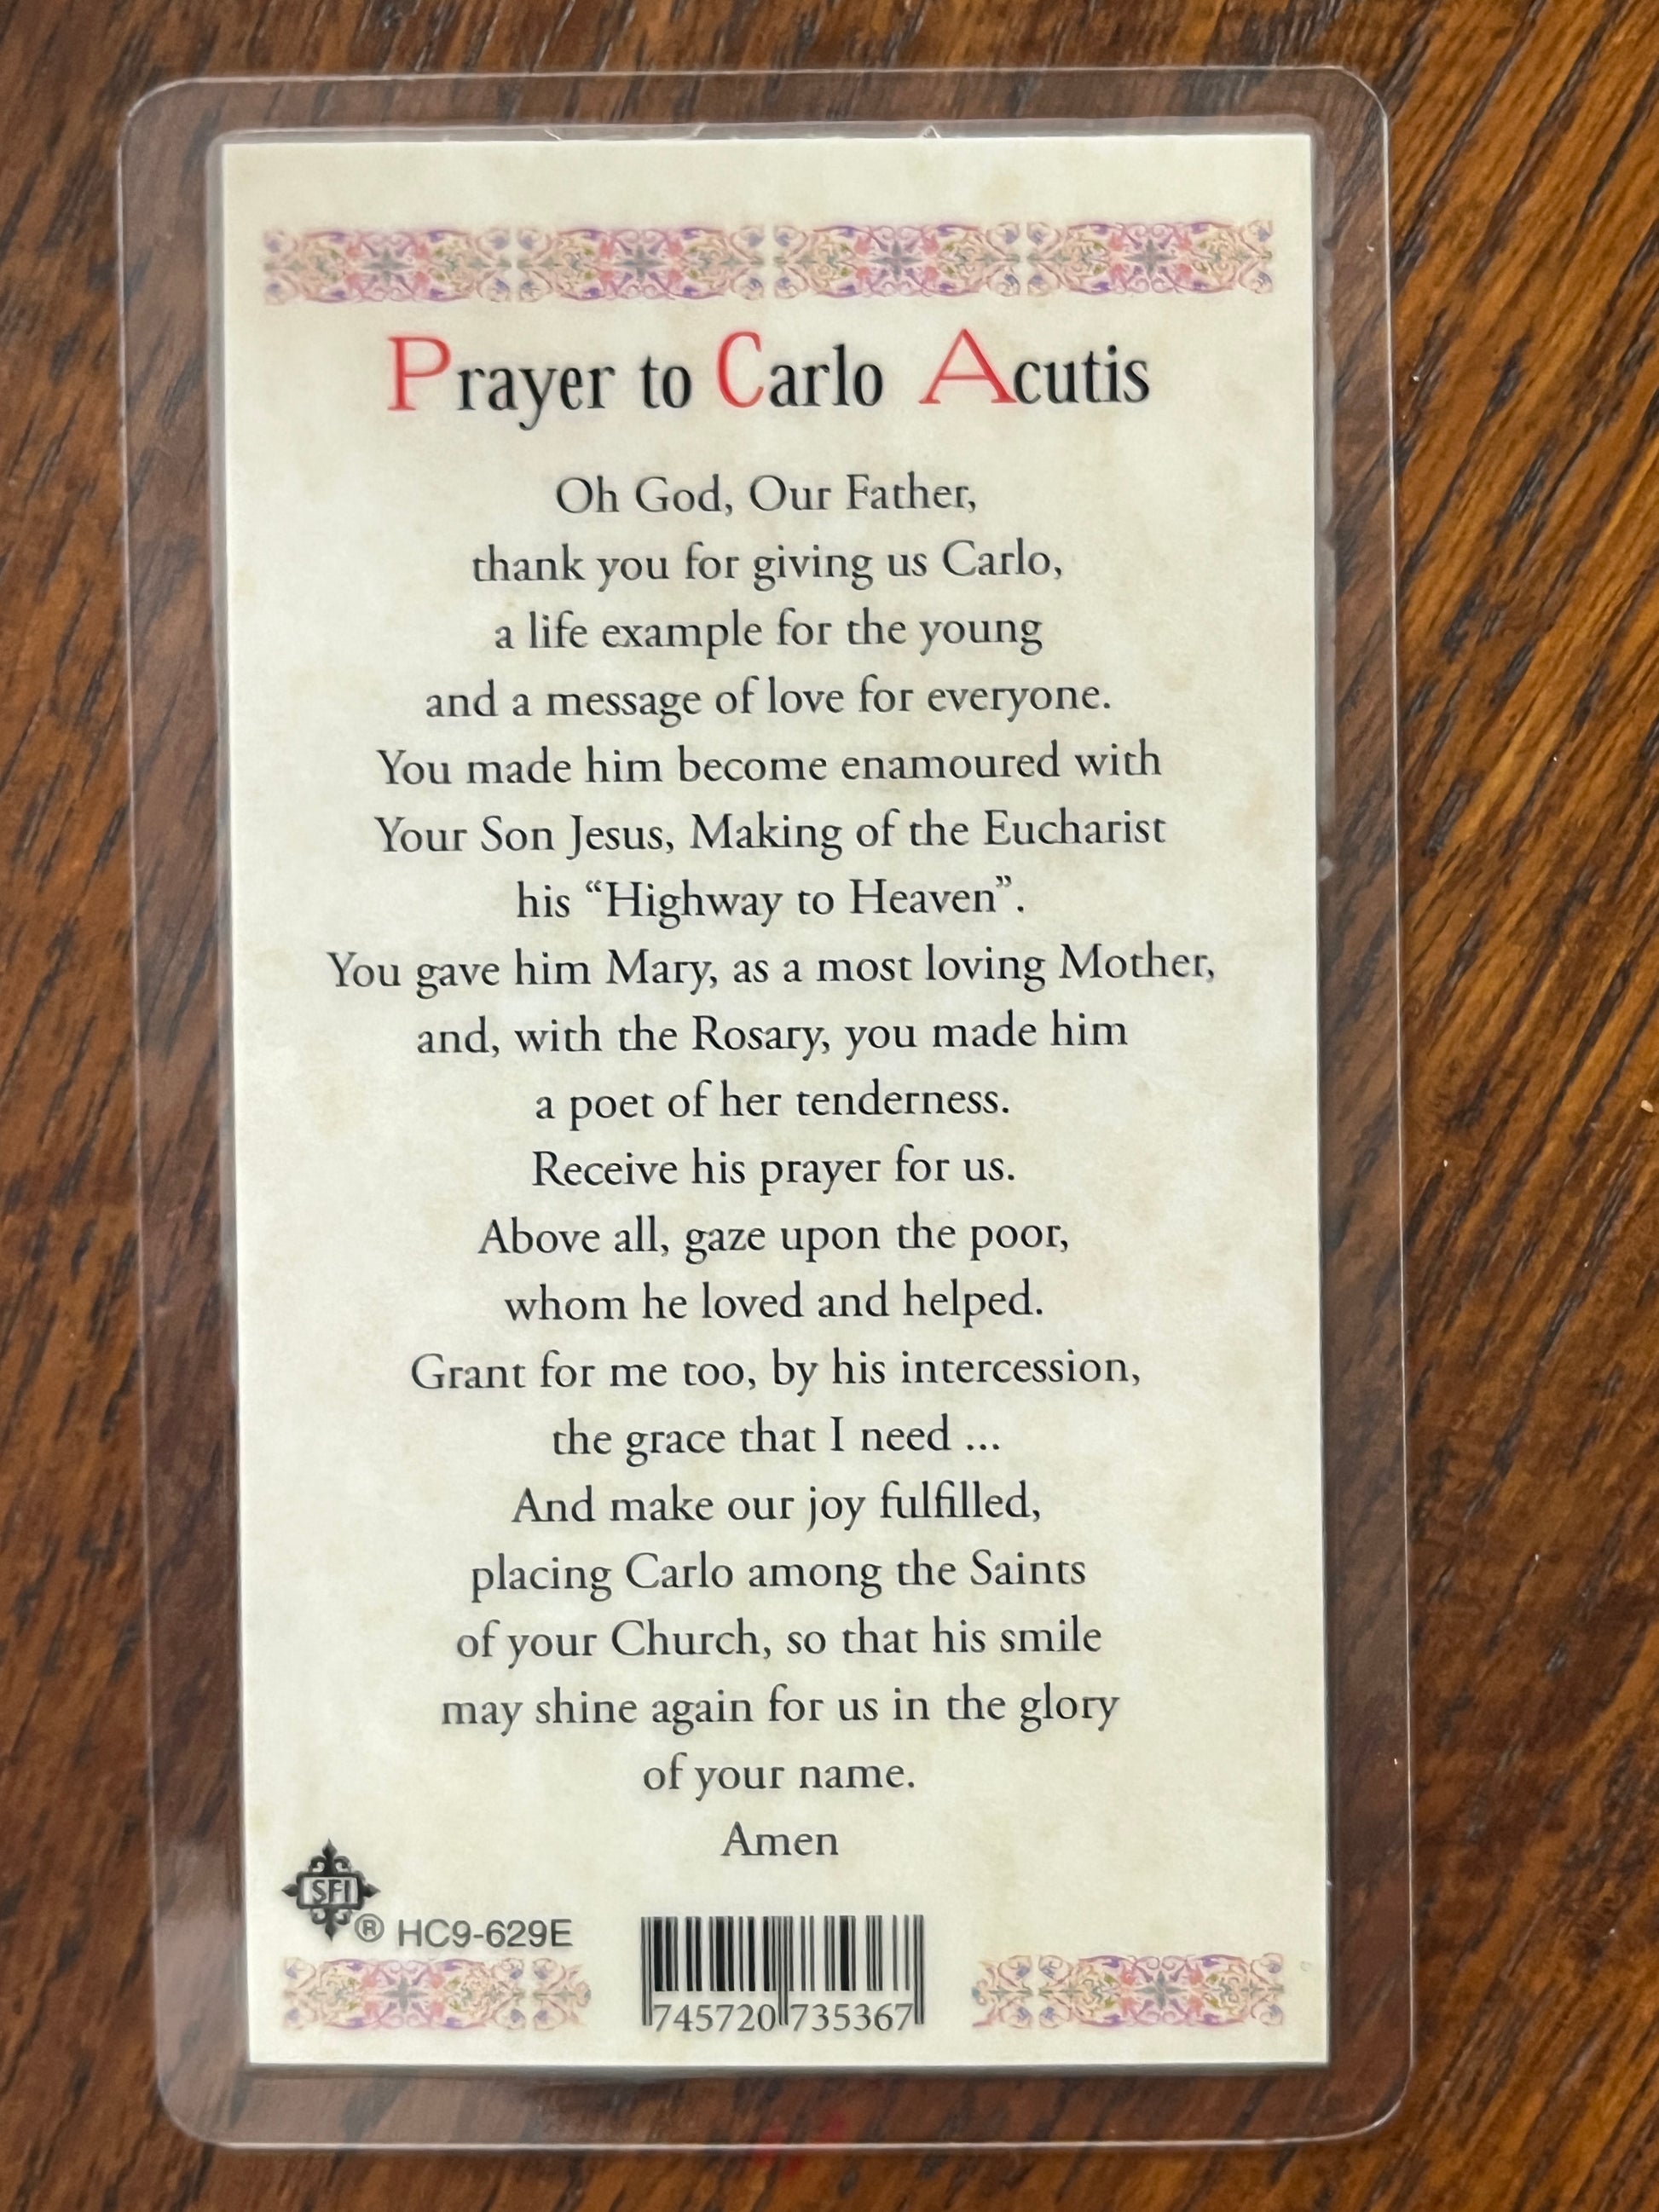 Prayer to Carlo Acutis
Oh God, Our Father,
thank you for giving us Carlo,
a life example for the young
and a message of love for everyone.
You made him become enamoured with
Your Son Jesus, Making of the Eucharist
his “Highway to Heaven”.
You gave him Mary, as a most loving Mother,
and, with the Rosary, you made him
a poet of her tenderness.
Receive his prayer for us.
Above all, gaze upon the poor,
whom he loved and helped.
Grant for me too, by his intercession,
the grace that I need ...
And make our joy fulfilled,
placing Carlo among the Saints
of your Church, so that his smile
may shine again for us in the glory
of your name.
Amen
SFI
® HC9-629E
745720 735367